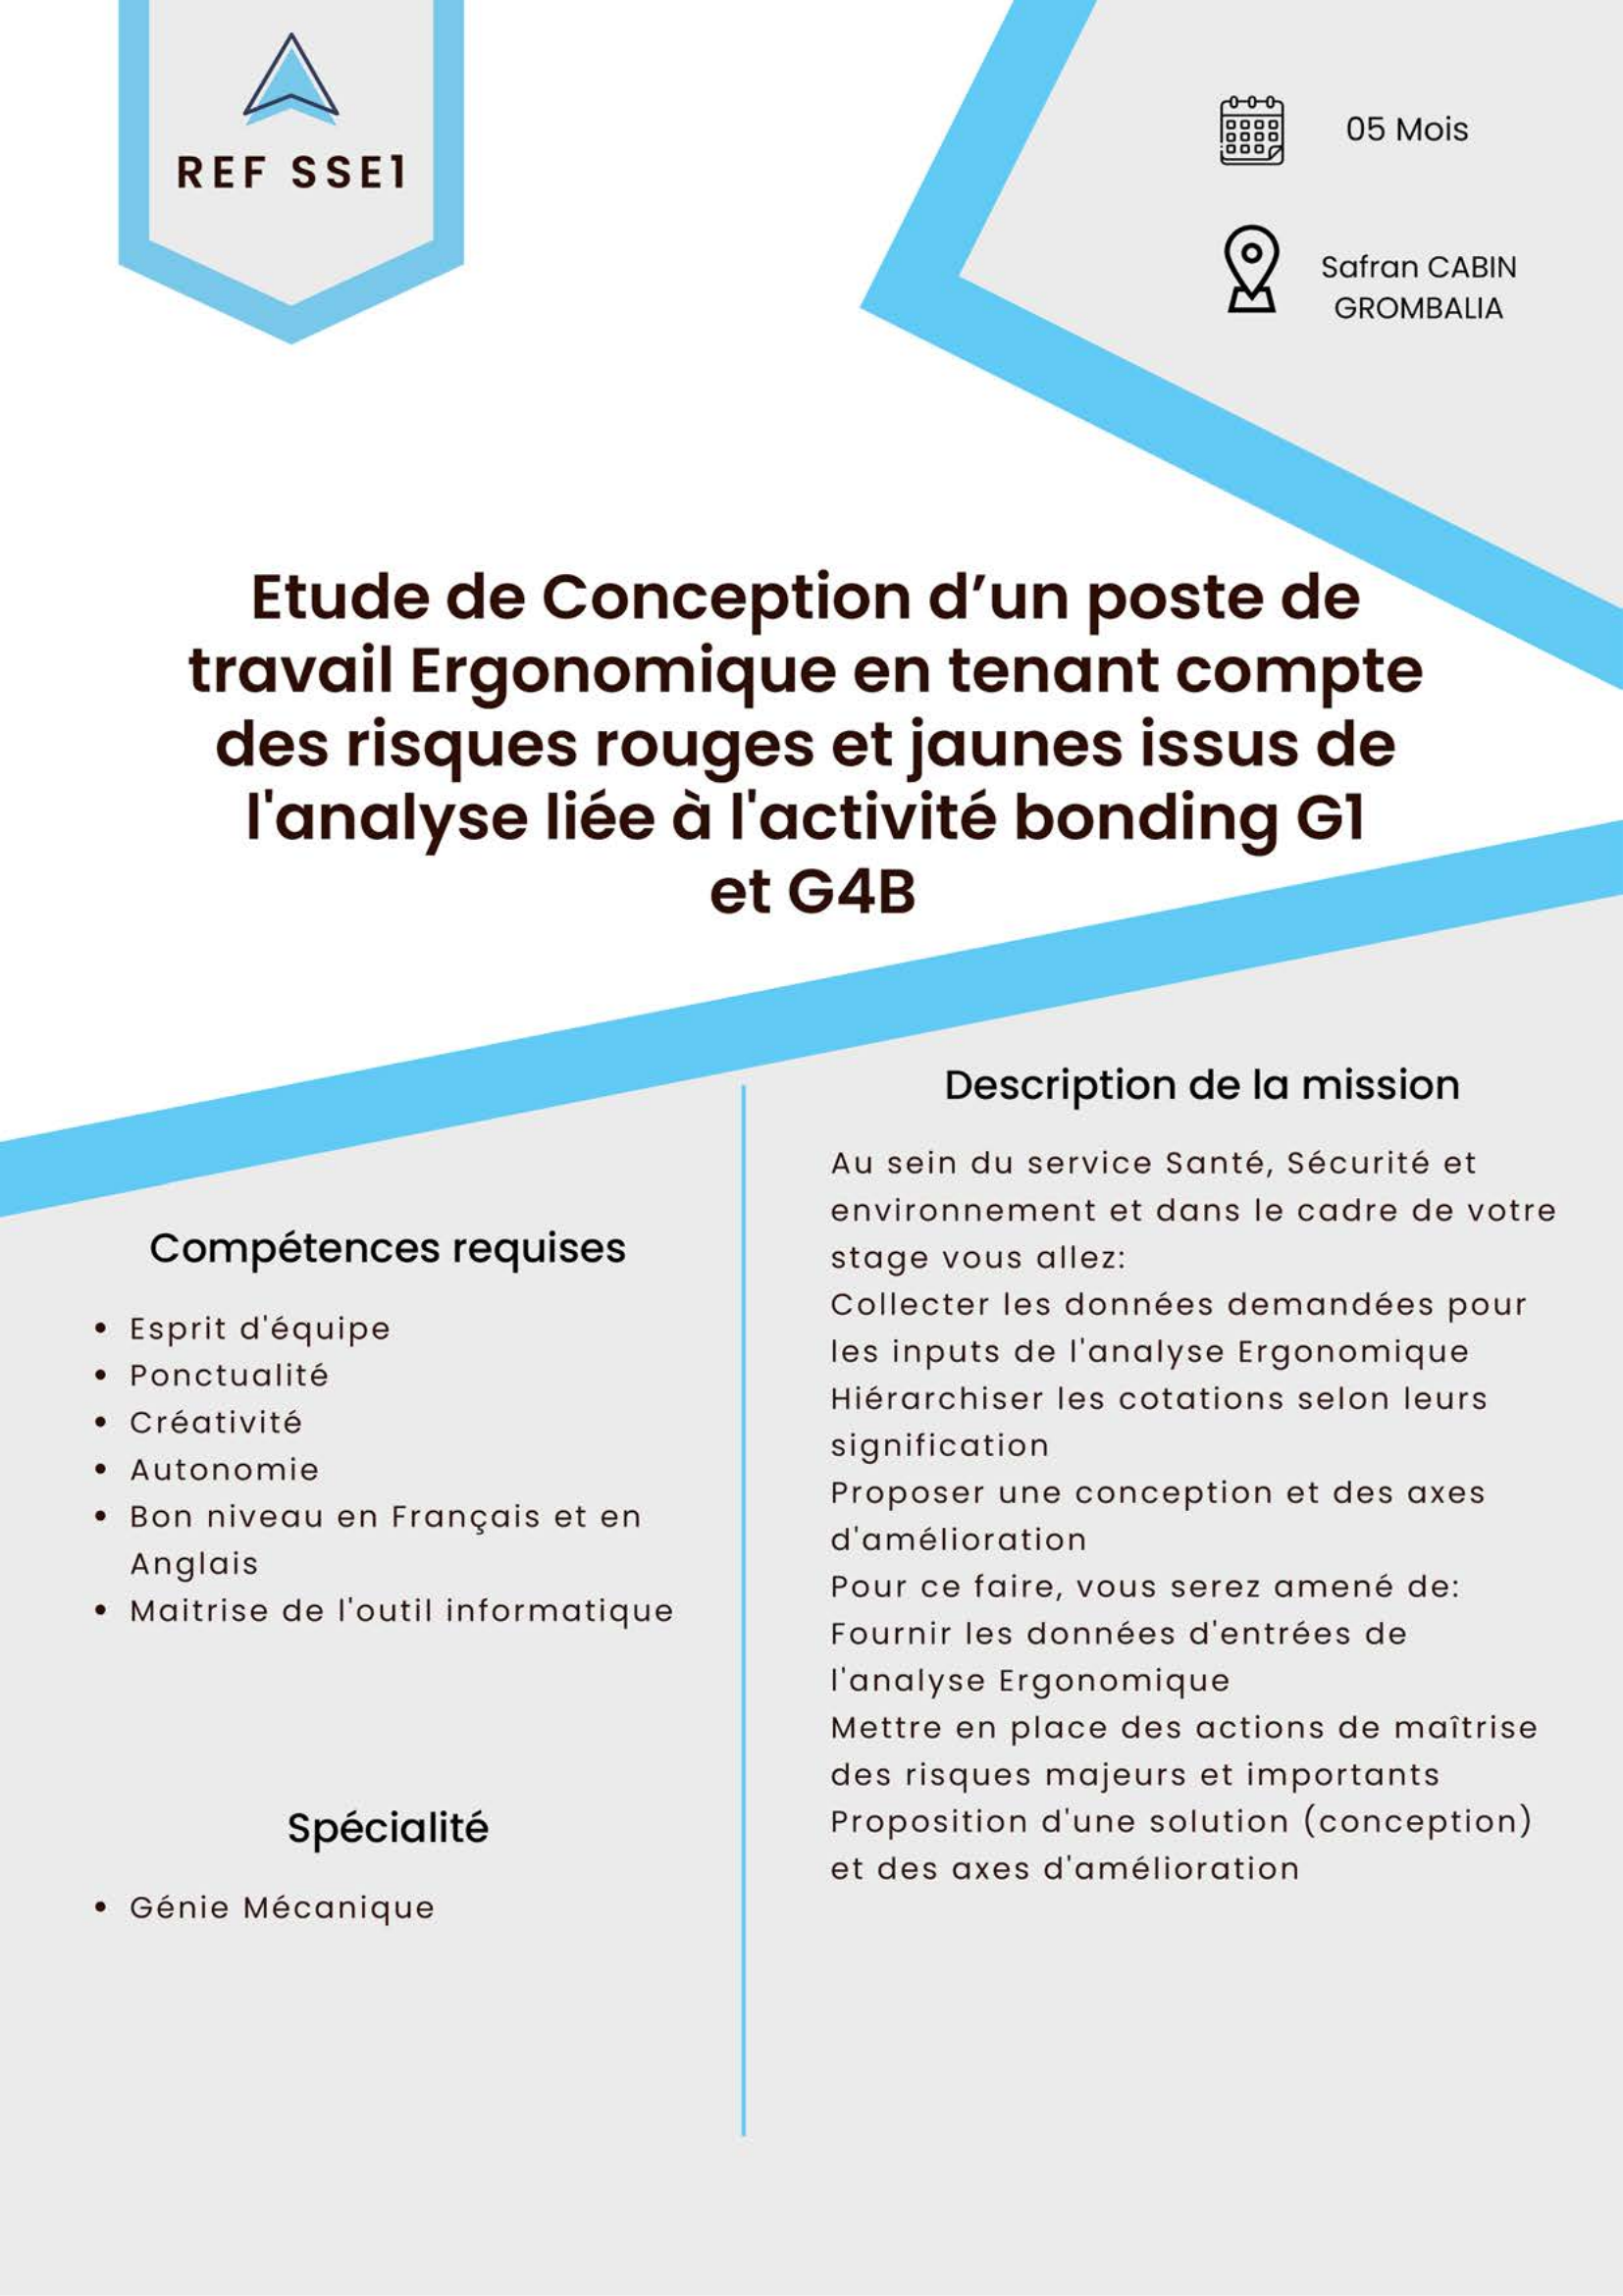 REF SSE1
05 Mois
Safran CABIN
GROMBALIA
Etude de Conception d’un poste de
travail Ergonomique en tenant compte
des risques rouges et jaunes issus de
l'analyse liée à l'activité bonding G1
et G4B
Compétences requises
• Esprit d'équipe
• Ponctualité
• Créativité
• Autonomie
• Bon niveau en Français et en
Anglais
• Maitrise de l'outil informatique
Spécialité
• Génie Mécanique
Description de la mission
Au sein du service Santé, Sécurité et
environnement et dans le cadre de votre
stage vous allez:
Collecter les données demandées pour
les inputs de l'analyse Ergonomique
Hiérarchiser les cotations selon leurs
signification
Proposer une conception et des axes
d'amélioration
Pour ce faire, vous serez amené de:
Fournir les données d'entrées de
l'analyse Ergonomique
Mettre en place des actions de maîtrise
des risques majeurs et importants
Proposition d'une solution (conception)
et des axes d'amélioration